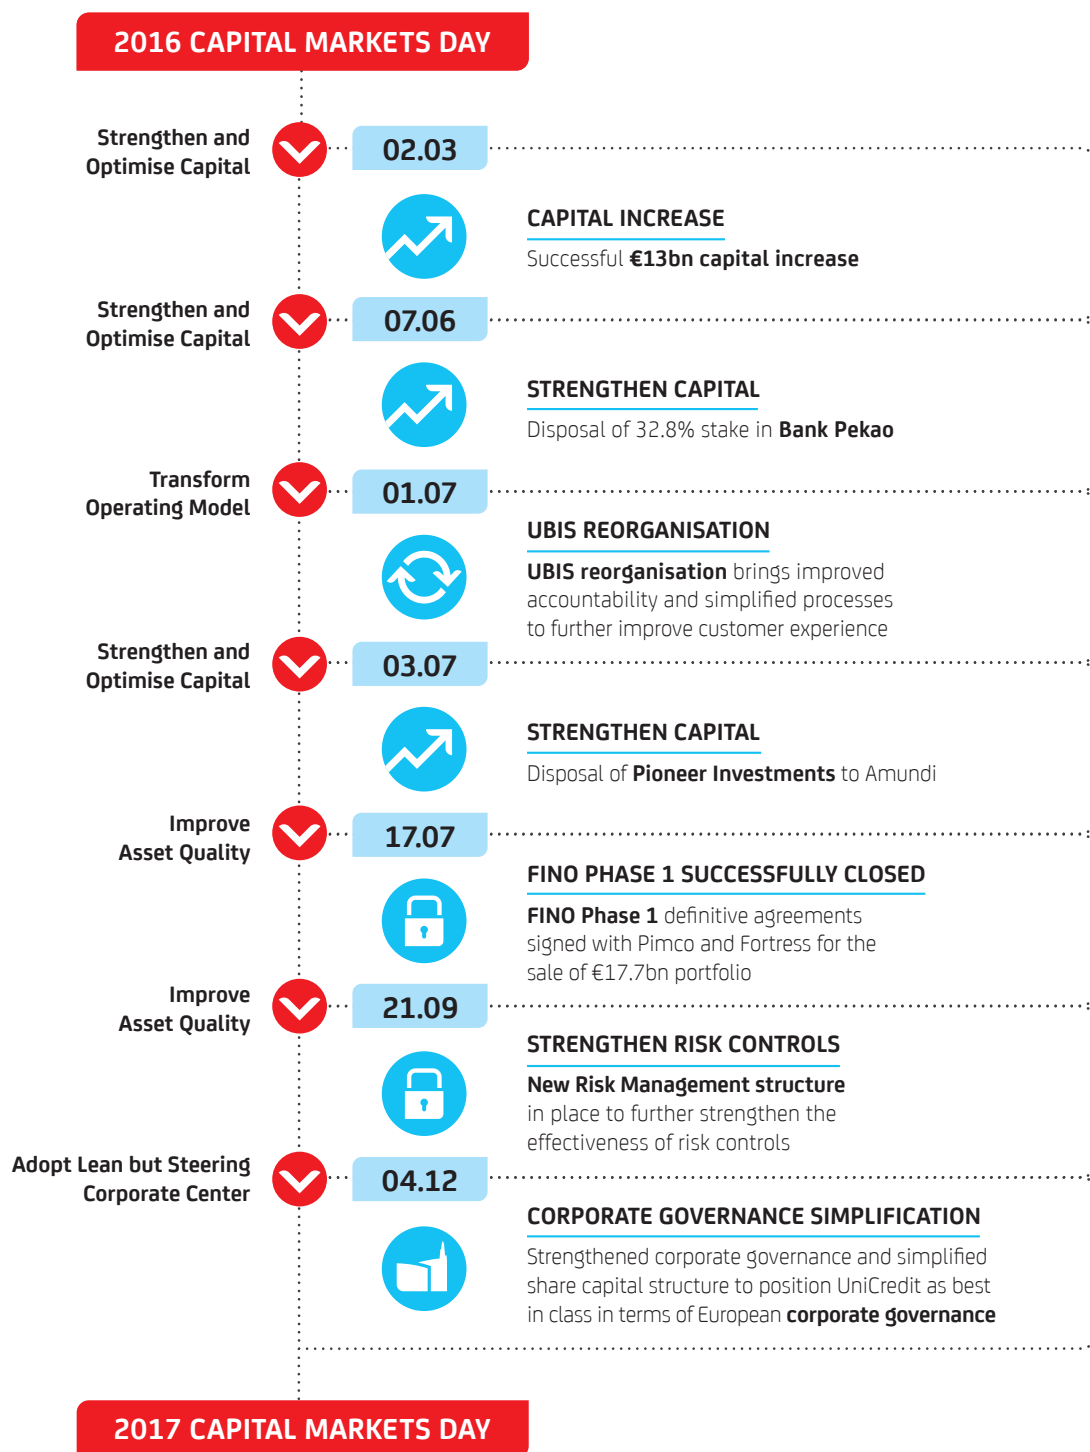 2016 CAPITAL MARKETS DAY
Strengthen and
Optimise Capital
02.03
CAPITAL INCREASE
Successful €13bn capital increase
Strengthen and
Optimise Capital
07.06
STRENGTHEN CAPITAL
Disposal of 32.8% stake in Bank Pekao
Transform
Operating Model
01.07
UBIS REORGANISATION
UBIS reorganisation brings improved
accountability and simplified processes
to further improve customer experience
Strengthen and
Optimise Capital
03.07
STRENGTHEN CAPITAL
Disposal of Pioneer Investments to Amundi
Improve
Asset Quality
17.07
FINO PHASE 1 SUCCESSFULLY CLOSED
FINO Phase 1 definitive agreements
signed with Pimco and Fortress for the
sale of €17.7bn portfolio
Improve
Asset Quality
21.09
STRENGTHEN RISK CONTROLS
New Risk Management structure
in place to further strengthen the
effectiveness of risk controls
Adopt Lean but Steering
Corporate Center
04.12
CORPORATE GOVERNANCE SIMPLIFICATION
Strengthened corporate governance and simplified
share capital structure to position UniCredit as best
in class in terms of European corporate governance
2017 CAPITAL MARKETS DAY